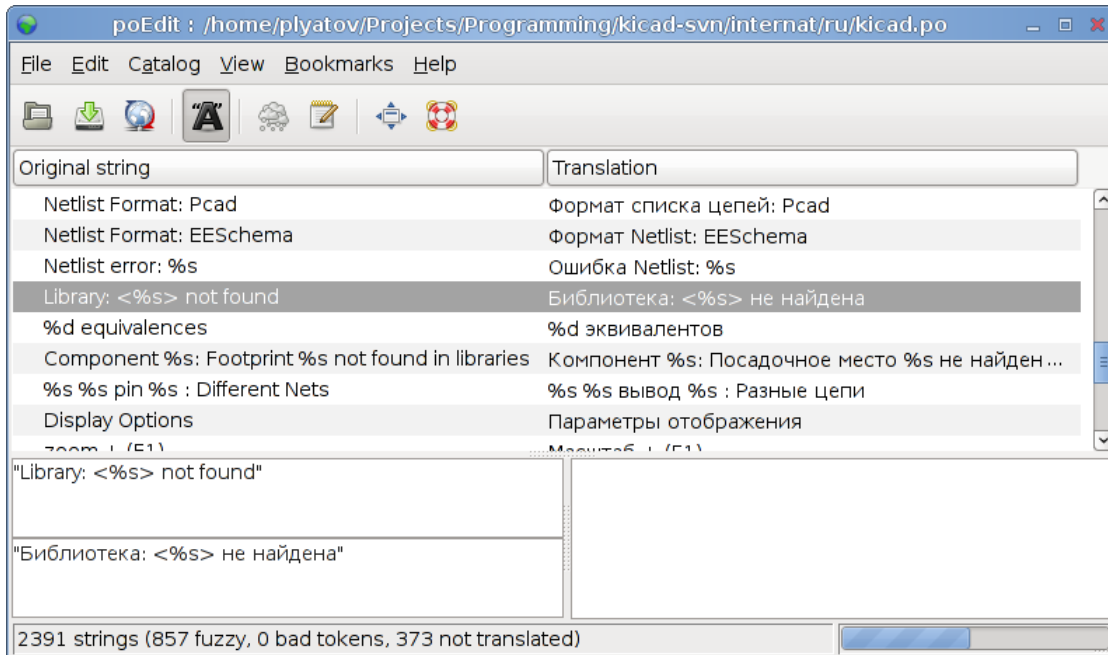 poEdit : /home/plyatov/Projects/Programming/kicad-svn/internat/ru/kicad.po
File Edit Catalog View Bookmarks Help
"A"
Original string Translation
Netlist Format: Pcad Формат списка цепей: Pcad
Netlist Format: EESchema Формат Netlist: EESchema
Netlist error: %s Ошибка Netlist: %s
Library: <%s> not found Библиотека: <%s> не найдена
%d equivalences %d эквивалентов
Component %s: Footprint %s not found in libraries Компонент %s: Посадочное место %s не найден ...
%s %s pin %s : Different Nets %s %s вывод %s : Разные цепи
Display Options Параметры отображения
zoom + (F1) Масштаб + (F1)
"Library: <%s> not found"
"Библиотека: <%s> не найдена"
2391 strings (857 fuzzy, 0 bad tokens, 373 not translated)